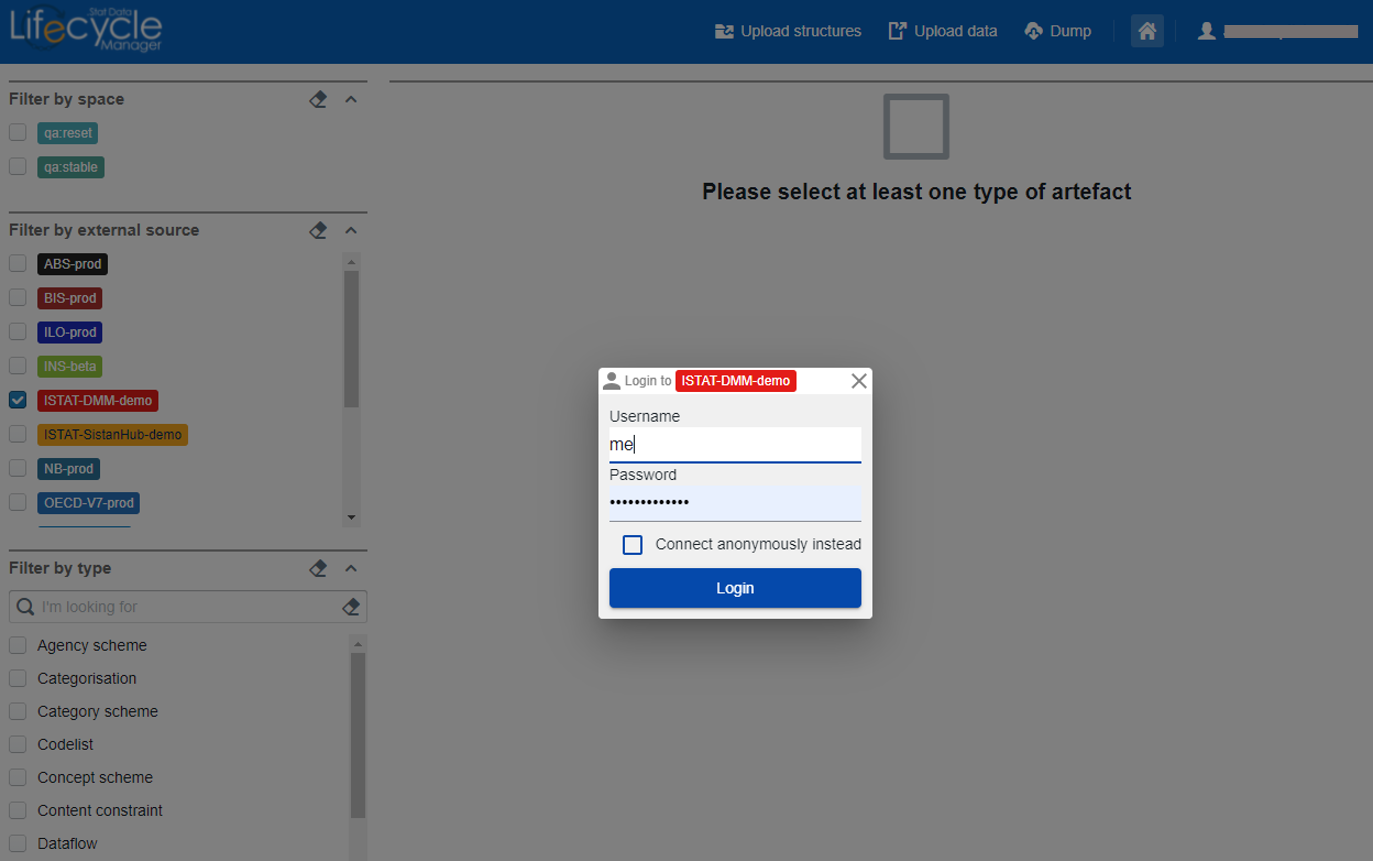 Stat Data
Lifecycle
Manager
Upload structures
Upload data
Dump
Filter by space
qa:reset
qa:stable
Filter by external source
ABS-prod
BIS-prod
ILO-prod
INS-beta
ISTAT-DMM-demo
ISTAT-SistanHub-demo
NB-prod
OECD-V7-prod
Filter by type
I'm looking for
Agency scheme
Categorisation
Category scheme
Codelist
Concept scheme
Content constraint
Dataflow
Please select at least one type of artefact
Login to ISTAT-DMM-demo
Username
me
Password
•••••••••••••
Connect anonymously instead
Login